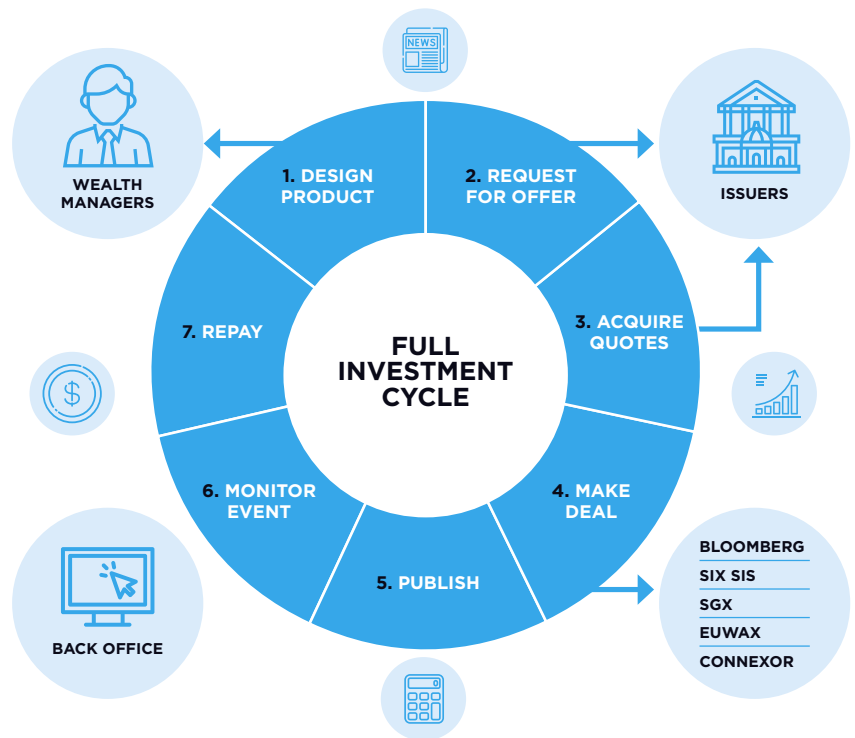 NEWS
WEALTH
MANAGERS
1. DESIGN
PRODUCT
2. REQUEST
FOR OFFER
ISSUERS
3. ACQUIRE
QUOTES
7. REPAY
FULL
INVESTMENT
CYCLE
$
6. MONITOR
EVENT
4. MAKE
DEAL
5. PUBLISH
BACK OFFICE
BLOOMBERG
SIX SIS
SGX
EUWAX
CONNEXOR
0